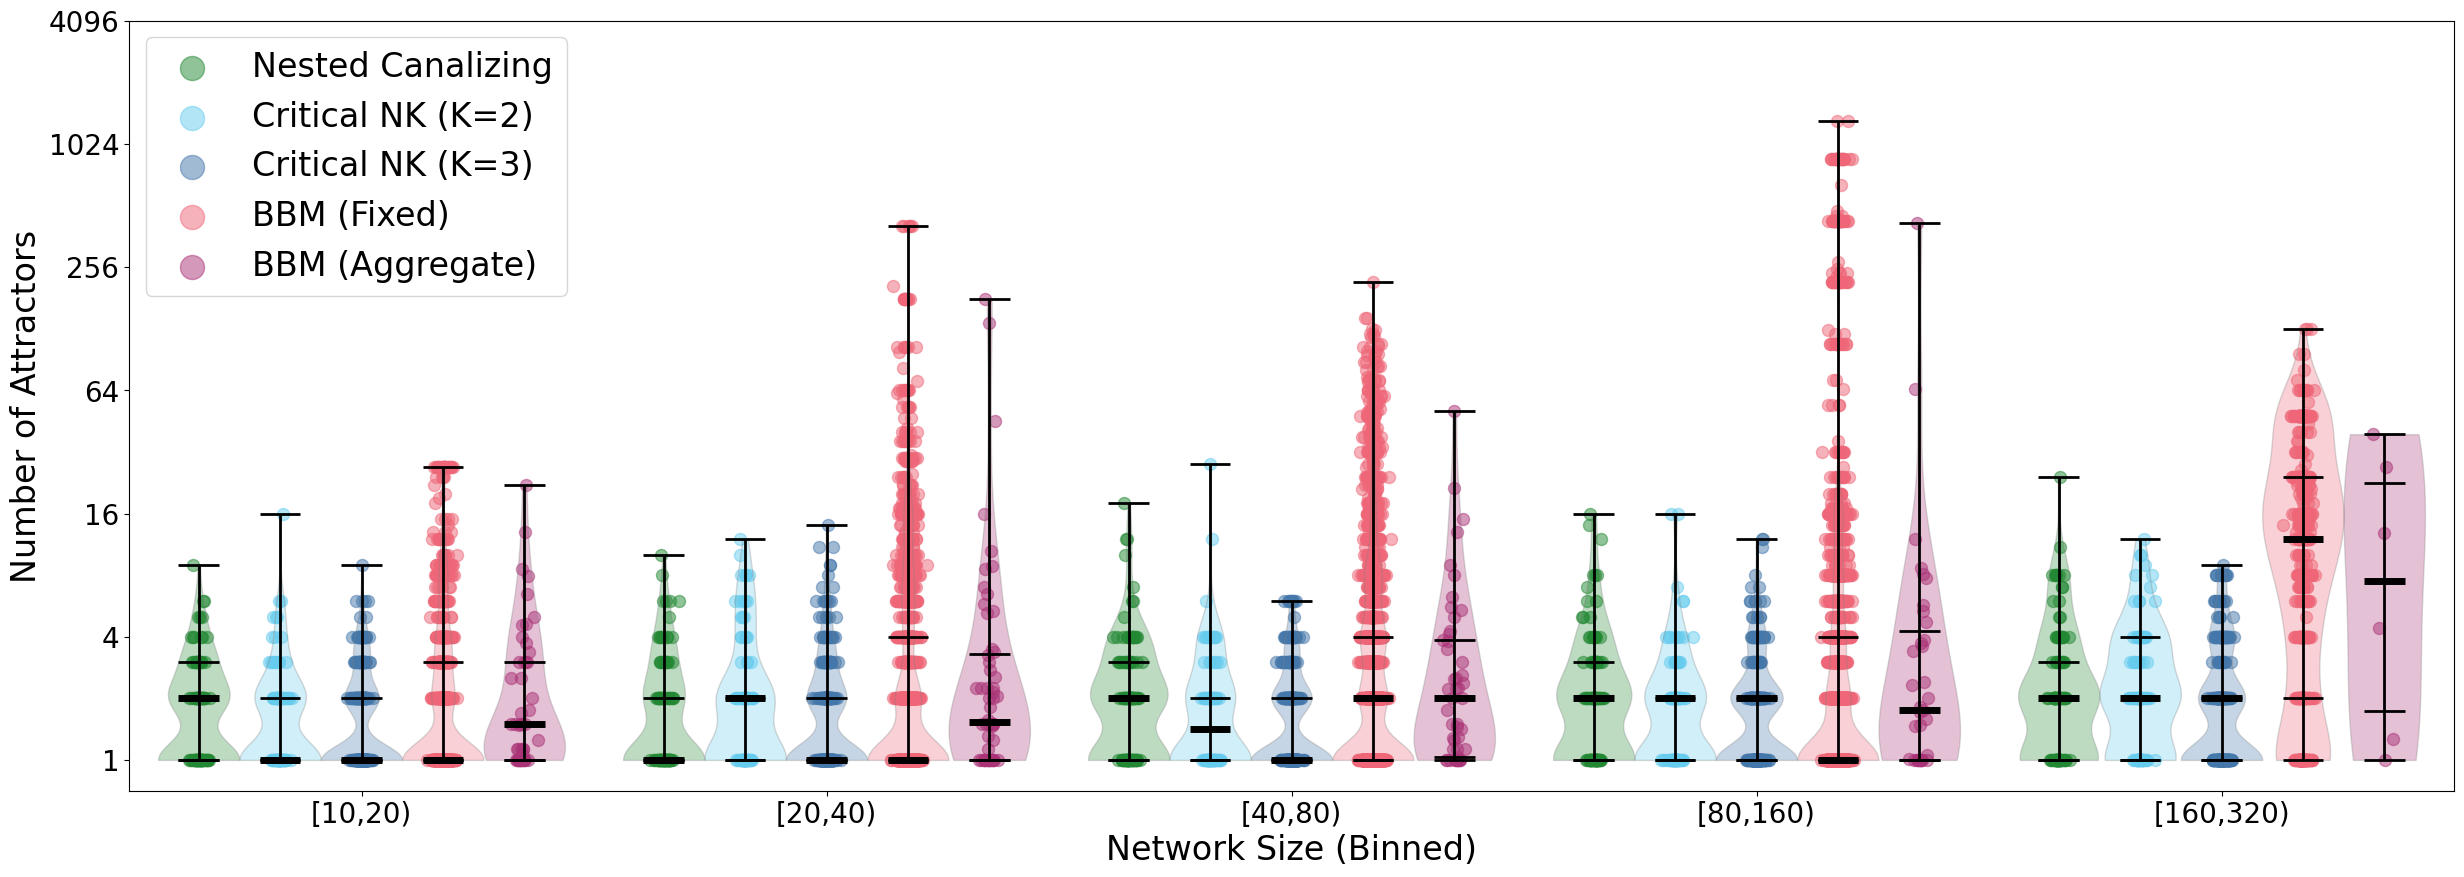 4096
1024
256
64
16
4
1
Number of Attractors
Nested Canalizing
Critical NK (K=2)
Critical NK (K=3)
BBM (Fixed)
BBM (Aggregate)
[10,20)
[20,40)
[40,80)
[80,160)
[160,320)
Network Size (Binned)